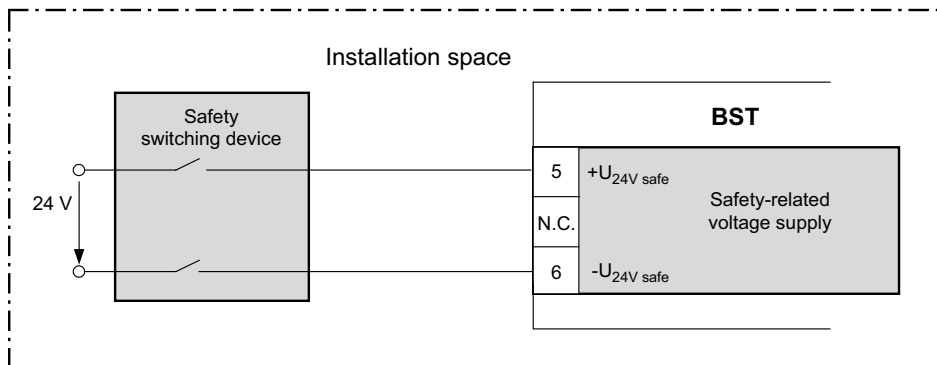 Installation space
Safety
switching device
24 V
BST
5
+U24V safe
N.C.
Safety-related
voltage supply
6
-U24V safe